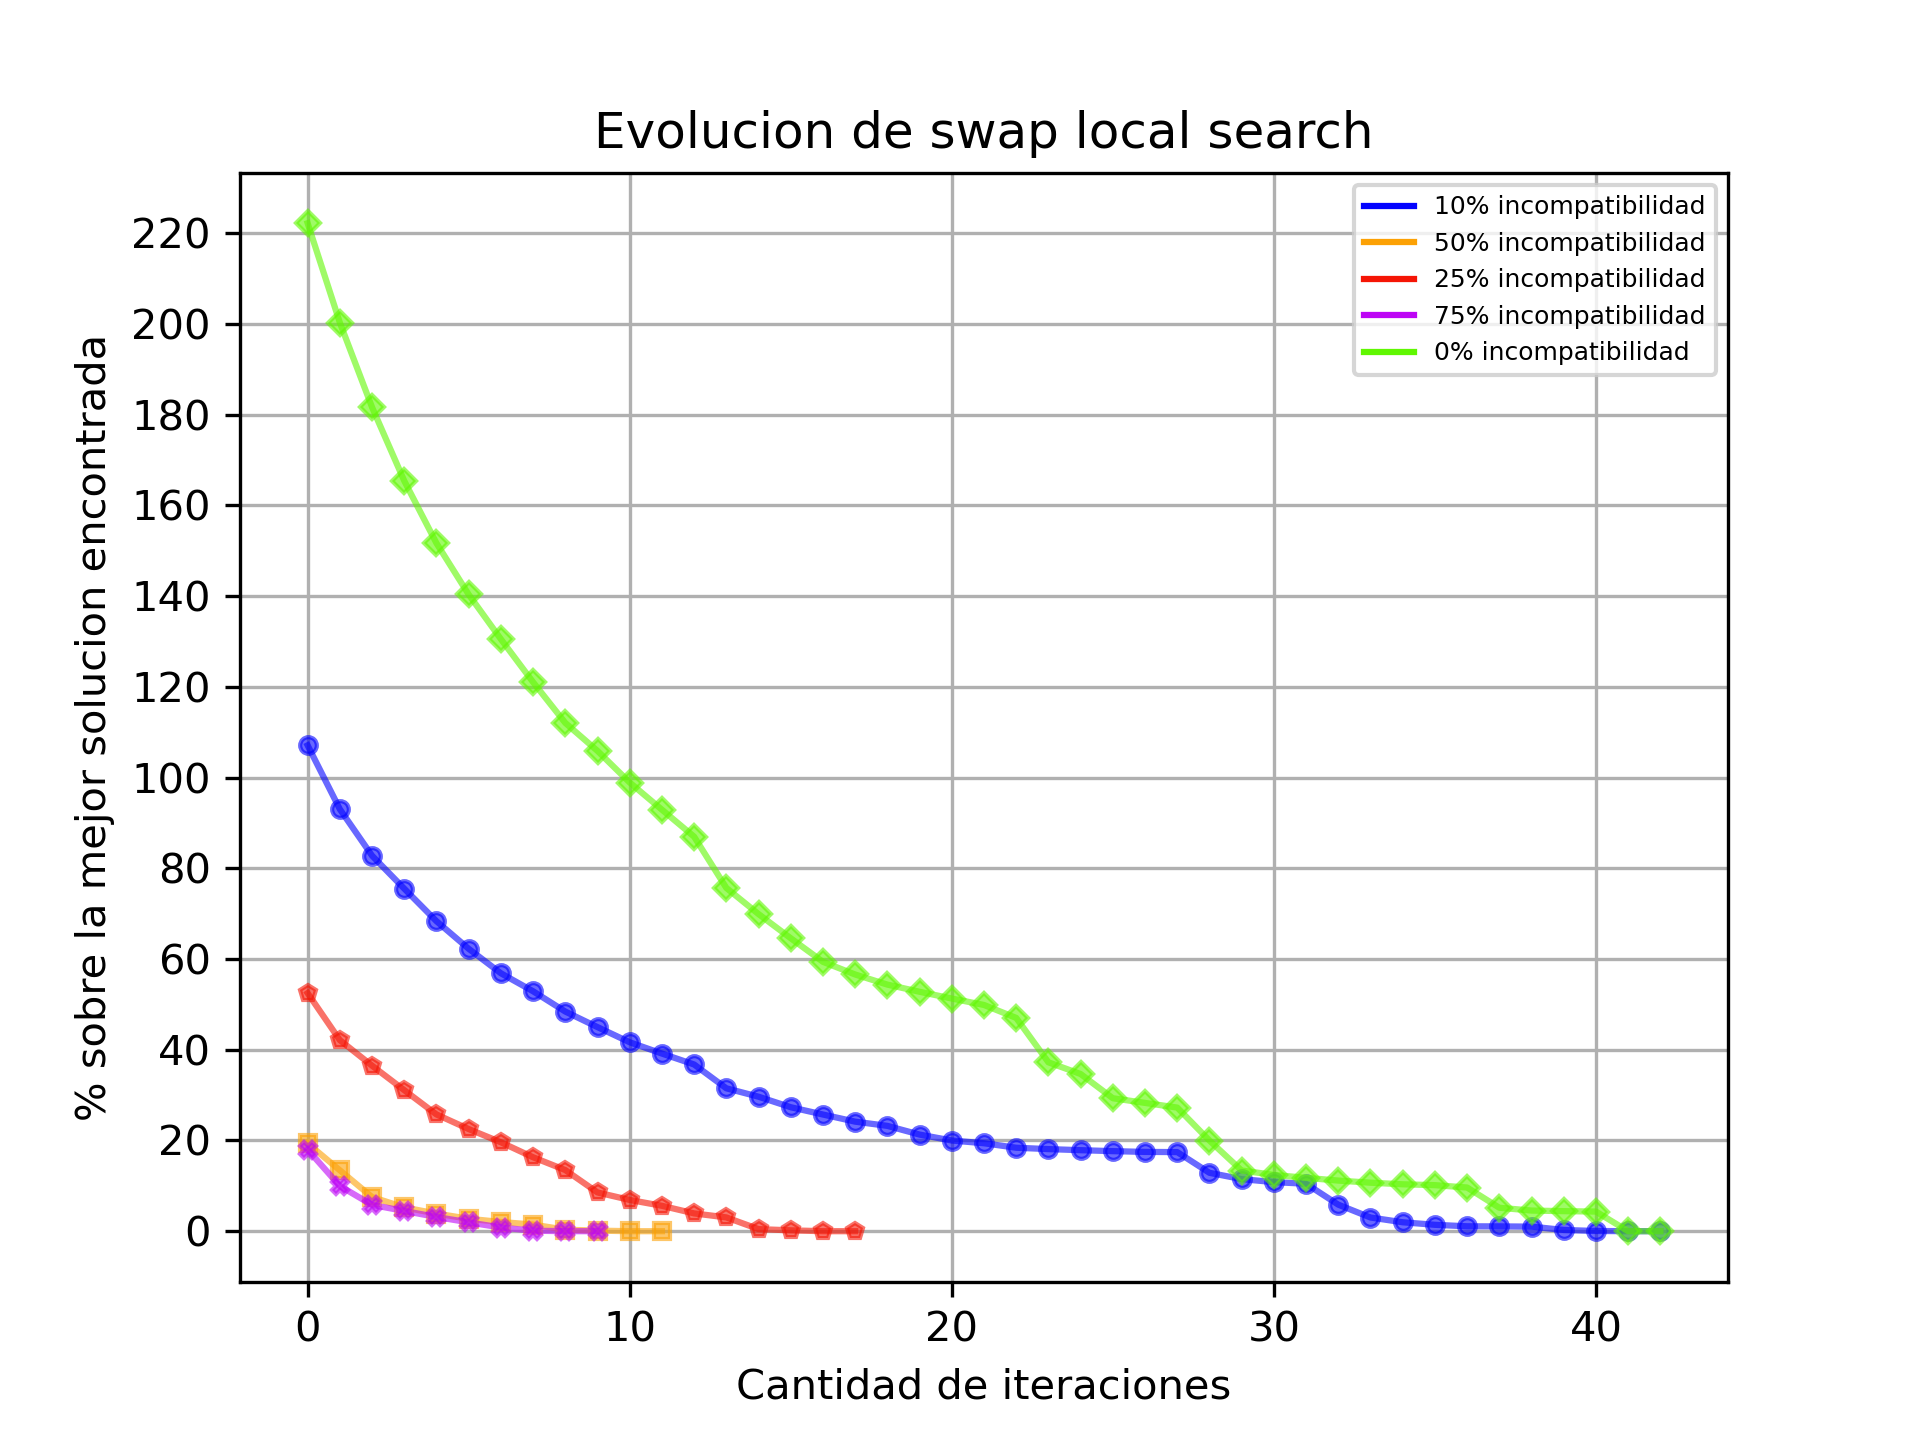 Evolucion de swap local search
10% incompatibilidad
50% incompatibilidad
25% incompatibilidad
75% incompatibilidad
0% incompatibilidad
% sobre la mejor solucion encontrada
220
200
180
160
140
120
100
80
60
40
20
0
0 10 20 30 40
Cantidad de iteraciones